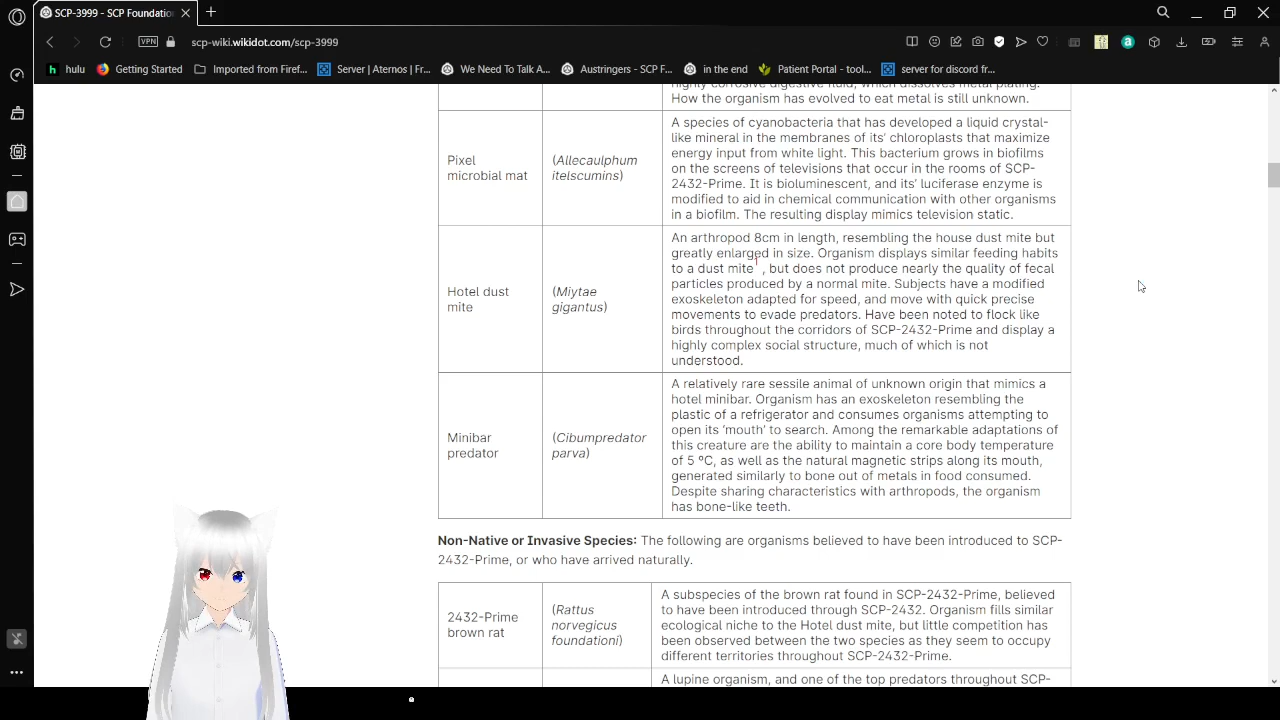 SCP-3999 - SCP Foundatio
VPN
scp-wiki.wikidot.com/scp-3999
hulu
Getting Started
Imported from Firef...
Server | Aternos | Fr...
We Need To Talk A...
Austringers - SCP F...
in the end
Patient Portal - tool...
server for discord fr...
highly corrosive digestive fluid, which dissolves metal plating.
How the organism has evolved to eat metal is still unknown.
Pixel
microbial mat
(Allecaulphum
itelscumins)
A species of cyanobacteria that has developed a liquid crystal-
like mineral in the membranes of its' chloroplasts that maximize
energy input from white light. This bacterium grows in biofilms
on the screens of televisions that occur in the rooms of SCP-
2432-Prime. It is bioluminescent, and its' luciferase enzyme is
modified to aid in chemical communication with other organisms
in a biofilm. The resulting display mimics television static.
Hotel dust
mite
(Miytae
gigantus)
An arthropod 8cm in length, resembling the house dust mite but
greatly enlarged in size. Organism displays similar feeding habits
to a dust mite1, but does not produce nearly the quality of fecal
particles produced by a normal mite. Subjects have a modified
exoskeleton adapted for speed, and move with quick precise
movements to evade predators. Have been noted to flock like
birds throughout the corridors of SCP-2432-Prime and display a
highly complex social structure, much of which is not
understood.
Minibar
predator
(Cibumpredator
parva)
A relatively rare sessile animal of unknown origin that mimics a
hotel minibar. Organism has an exoskeleton resembling the
plastic of a refrigerator and consumes organisms attempting to
open its 'mouth' to search. Among the remarkable adaptations of
this creature are the ability to maintain a core body temperature
of 5 ºC, as well as the natural magnetic strips along its mouth,
generated similarly to bone out of metals in food consumed.
Despite sharing characteristics with arthropods, the organism
has bone-like teeth.
Non-Native or Invasive Species: The following are organisms believed to have been introduced to SCP-
2432-Prime, or who have arrived naturally.
2432-Prime
brown rat
(Rattus
norvegicus
foundationi)
A subspecies of the brown rat found in SCP-2432-Prime, believed
to have been introduced through SCP-2432. Organism fills similar
ecological niche to the Hotel dust mite, but little competition has
been observed between the two species as they seem to occupy
different territories throughout SCP-2432-Prime.
A lupine organism, and one of the top predators throughout SCP-